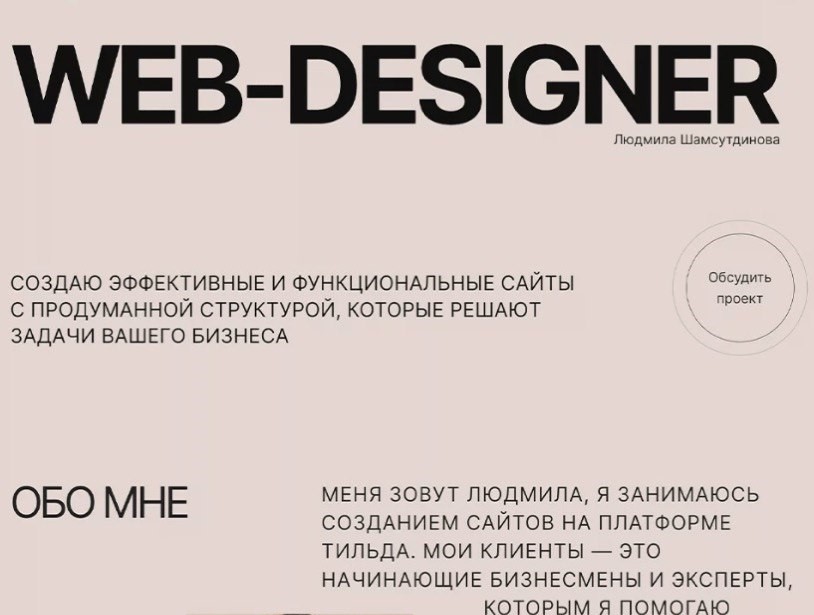 WEB-DESIGNER
Людмила Шамсутдинова
СОЗДАЮ ЭФФЕКТИВНЫЕ И ФУНКЦИОНАЛЬНЫЕ САЙТЫ
С ПРОДУМАННОЙ СТРУКТУРОЙ, КОТОРЫЕ РЕШАЮТ
ЗАДАЧИ ВАШЕГО БИЗНЕСА
Обсудить
проект
ОБО МНЕ
МЕНЯ ЗОВУТ ЛЮДМИЛА, Я ЗАНИМАЮСЬ
СОЗДАНИЕМ САЙТОВ НА ПЛАТФОРМЕ
ТИЛЬДА. МОИ КЛИЕНТЫ — ЭТО
НАЧИНАЮЩИЕ БИЗНЕСМЕНЫ И ЭКСПЕРТЫ,
КОТОРЫМ Я ПОМОГАЮ